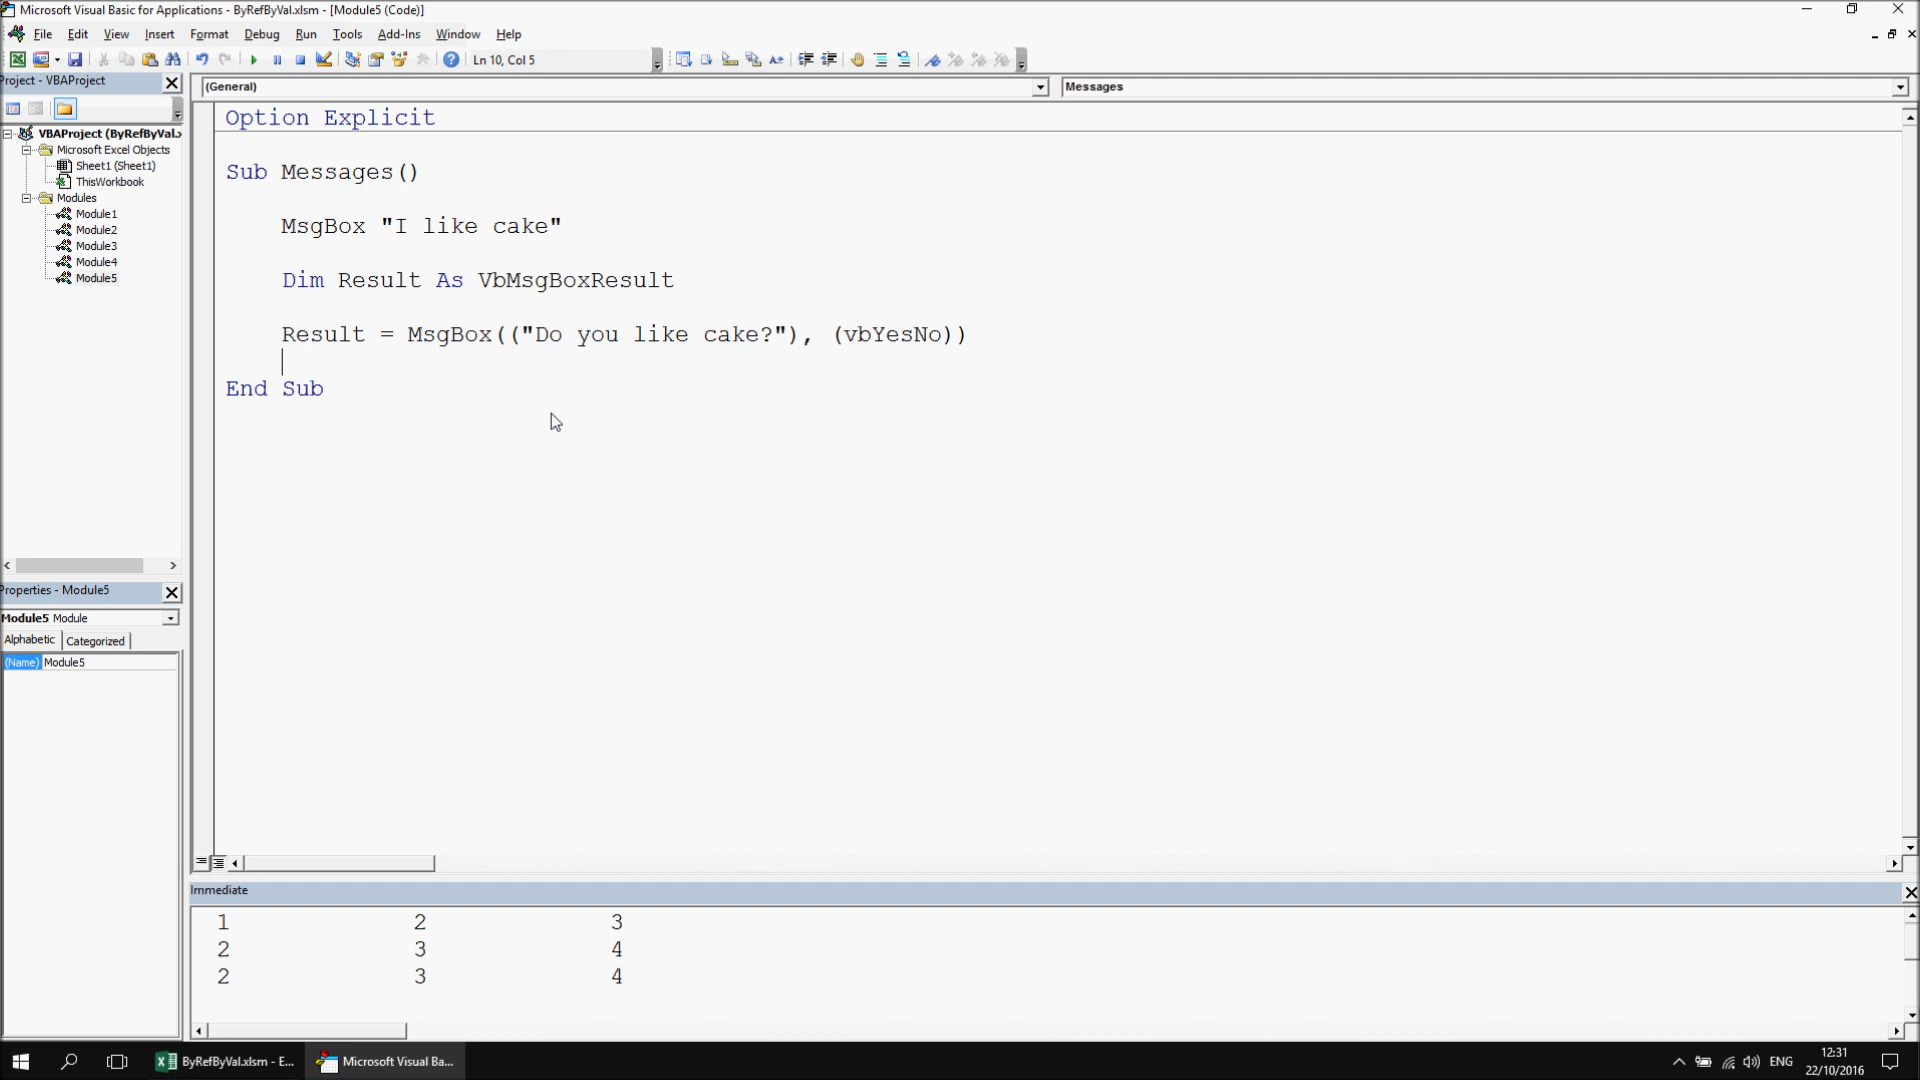 Microsoft Visual Basic for Applications - ByRefByVal.xlsm - [Module5 (Code)]
File Edit View Insert Format Debug Run Tools Add-Ins Window Help
Ln 10, Col 5
Project - VBAProject
(General)
Messages
VBAProject (ByRefByVal.x
Microsoft Excel Objects
Sheet1 (Sheet1)
ThisWorkbook
Modules
Module1
Module2
Module3
Module4
Module5
Option Explicit
Sub Messages()
MsgBox "I like cake"
Dim Result As VbMsgBoxResult
Result = MsgBox(("Do you like cake?"), (vbYesNo))
End Sub
Properties - Module5
Module5 Module
Alphabetic Categorized
(Name) Module5
Immediate
1 2 3
2 3 4
2 3 4
ByRefByVal.xlsm - E...
Microsoft Visual Ba...
ENG
12:31
22/10/2016